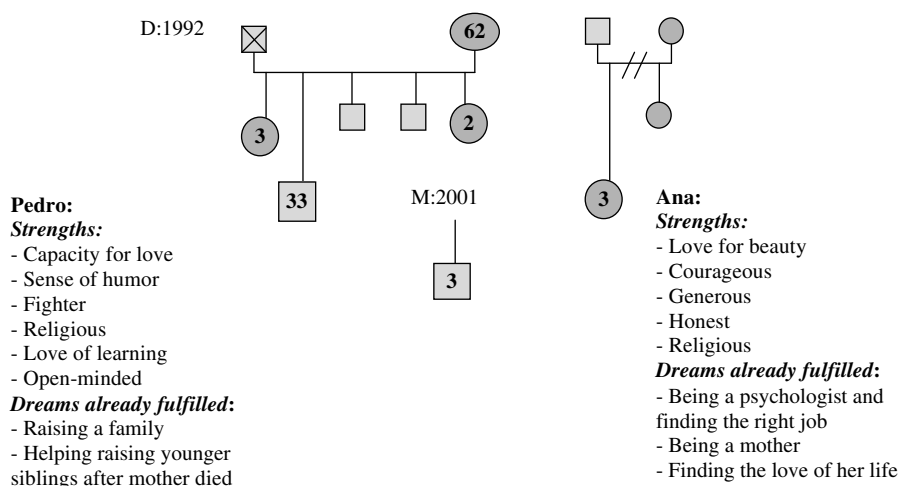 D:1992
62
3
2
33
M:2001
3
3
Pedro:
Strengths:
- Capacity for love
- Sense of humor
- Fighter
- Religious
- Love of learning
- Open-minded
Dreams already fulfilled:
- Raising a family
- Helping raising younger
siblings after mother died
Ana:
Strengths:
- Love for beauty
- Courageous
- Generous
- Honest
- Religious
Dreams already fulfilled:
- Being a psychologist and
finding the right job
- Being a mother
- Finding the love of her life